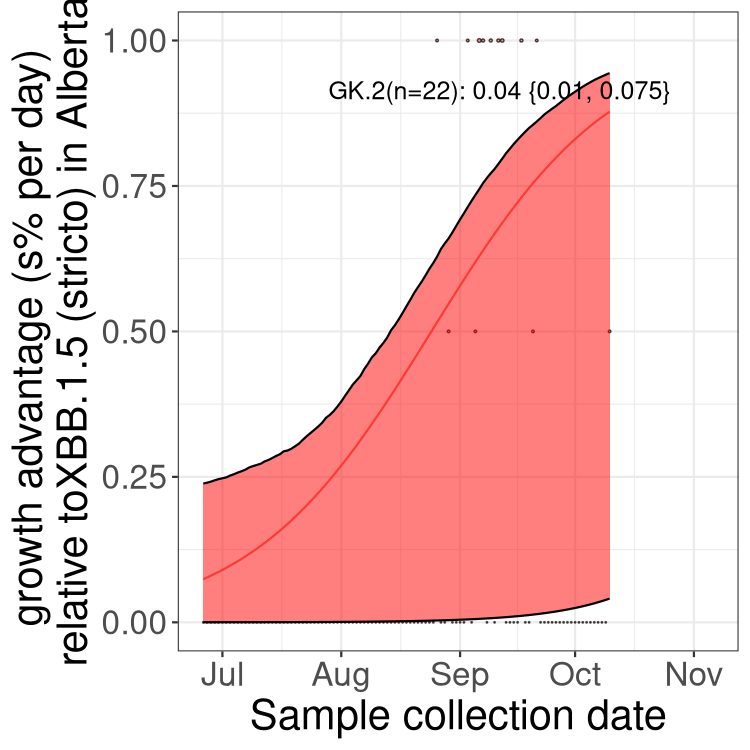 growth advantage (s% per day)
relative toXBB.1.5 (stricto) in Alberta
1.00
0.75
0.50
0.25
0.00
GK.2(n=22): 0.04 {0.01, 0.075}
Jul Aug Sep Oct Nov
Sample collection date